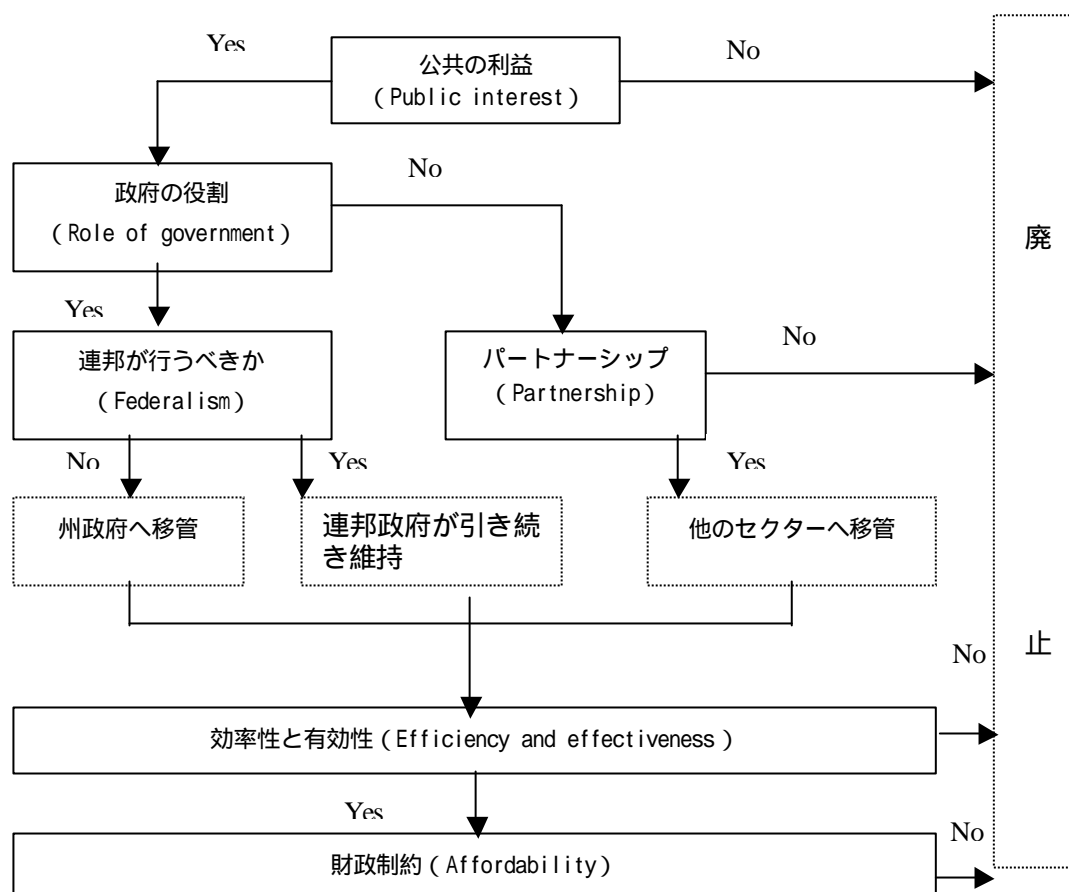 Yes
公共の利益
（Public interest）
No
政府の役割
（Role of government）
No
廃
Yes
連邦が行うべきか
（Federalism）
パートナーシップ
（Partnership）
No
No
Yes
Yes
州政府へ移管
連邦政府が引き続
き維持
他のセクターへ移管
止
No
効率性と有効性（Efficiency and effectiveness）
Yes
No
財政制約（Affordability）